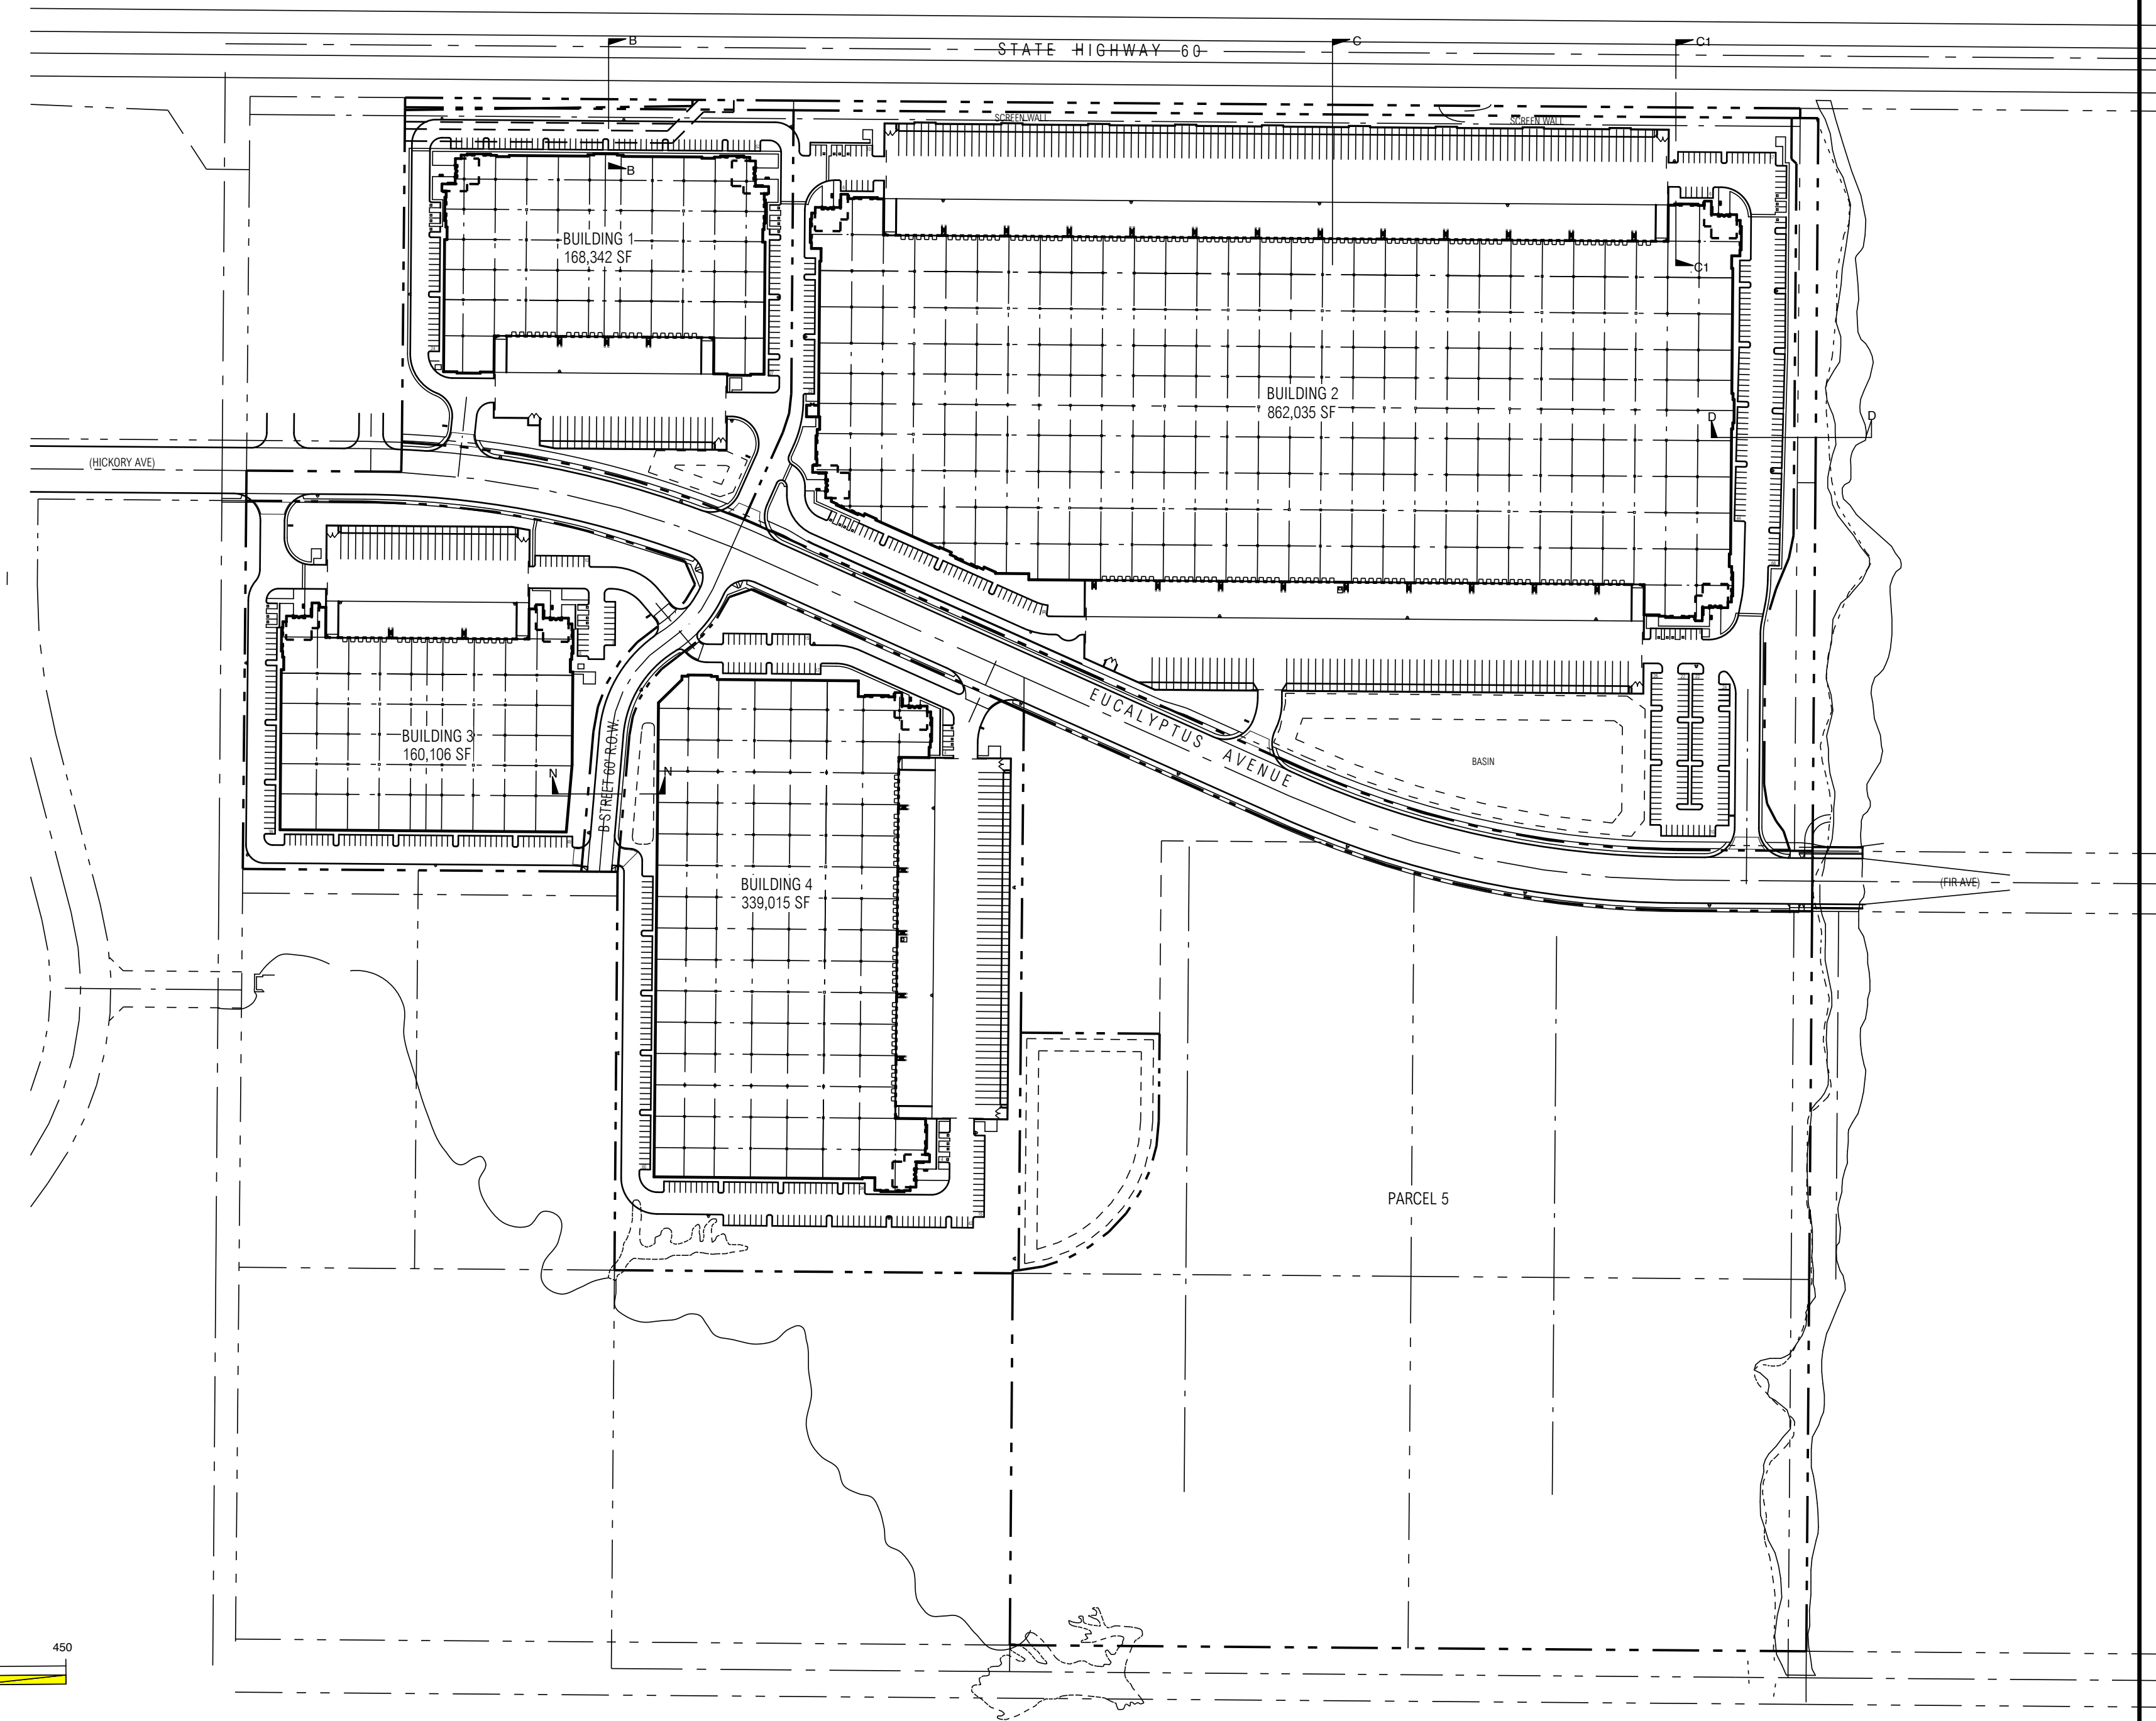 B
STATE HIGHWAY 60
C
C1
SCREEN WALL
SCREEN WALL
B
BUILDING 1
168,342 SF
C1
BUILDING 2
862,035 SF
D
D
(HICKORY AVE)
EUCALYPTUS AVENUE
BUILDING 3
160,106 SF
B STREET 60' R.O.W.
N
N
BASIN
BUILDING 4
339,015 SF
(FIR AVE)
PARCEL 5
450